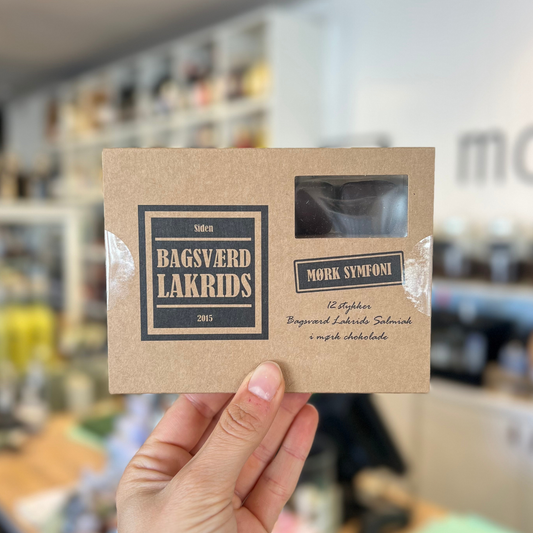 Siden
BAGSVÆRD
LAKRIDS
2015
MØRK SYMFONI
12 stykker
Bagsværd Lakrids Salmiak
i mørk chokolade